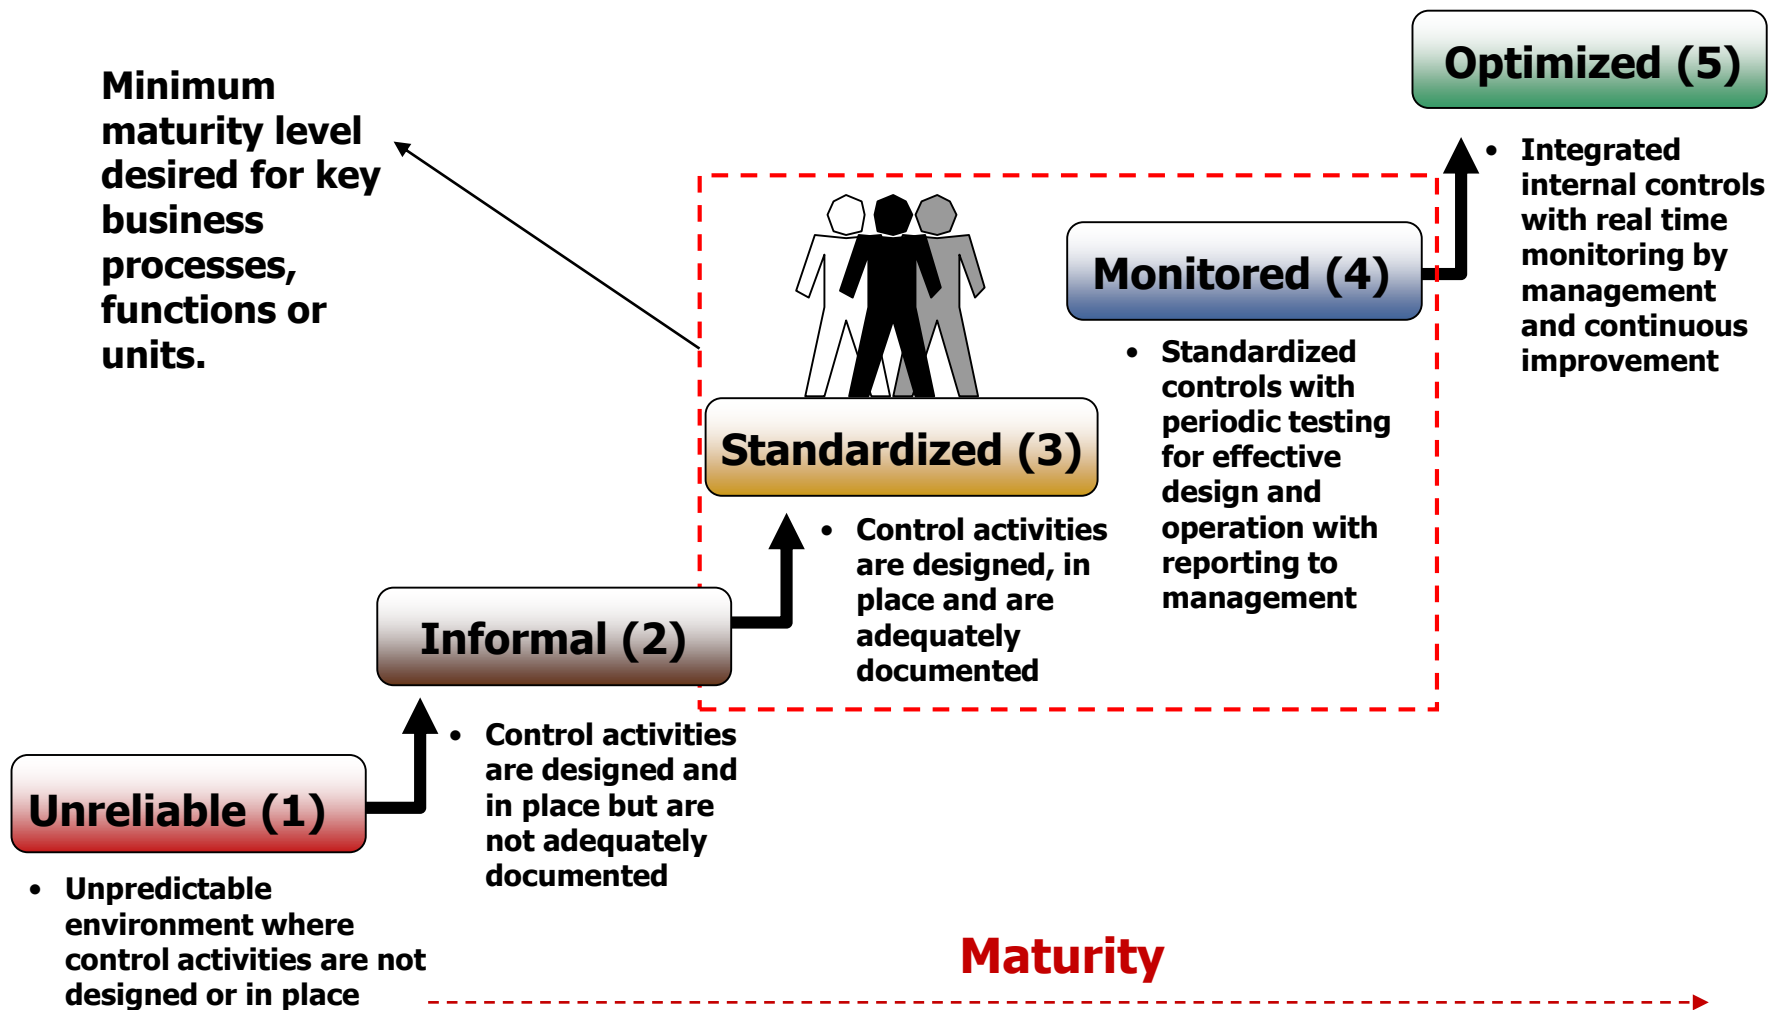 Minimum
maturity level
desired for key
business
processes,
functions or
units.
Optimized (5)
• Integrated
internal controls
with real time
monitoring by
management
and continuous
improvement
Monitored (4)
• Standardized
controls with
periodic testing
for effective
design and
operation with
reporting to
management
Standardized (3)
• Control activities
are designed, in
place and are
adequately
documented
Informal (2)
• Control activities
are designed and
in place but are
not adequately
documented
Unreliable (1)
• Unpredictable
environment where
control activities are not
designed or in place
Maturity